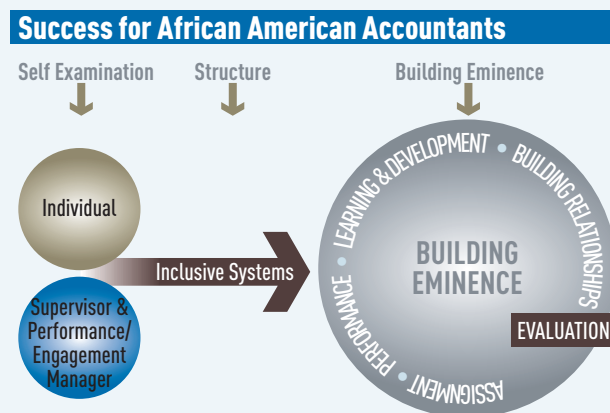 Success for African American Accountants
Self Examination
Structure
Building Eminence
Individual
Supervisor &
Performance/
Engagement
Manager
Inclusive Systems
ASSIGNMENT • PERFORMANCE • LEARNING & DEVELOPMENT • BUILDING RELATIONSHIPS
BUILDING
EMINENCE
EVALUATION